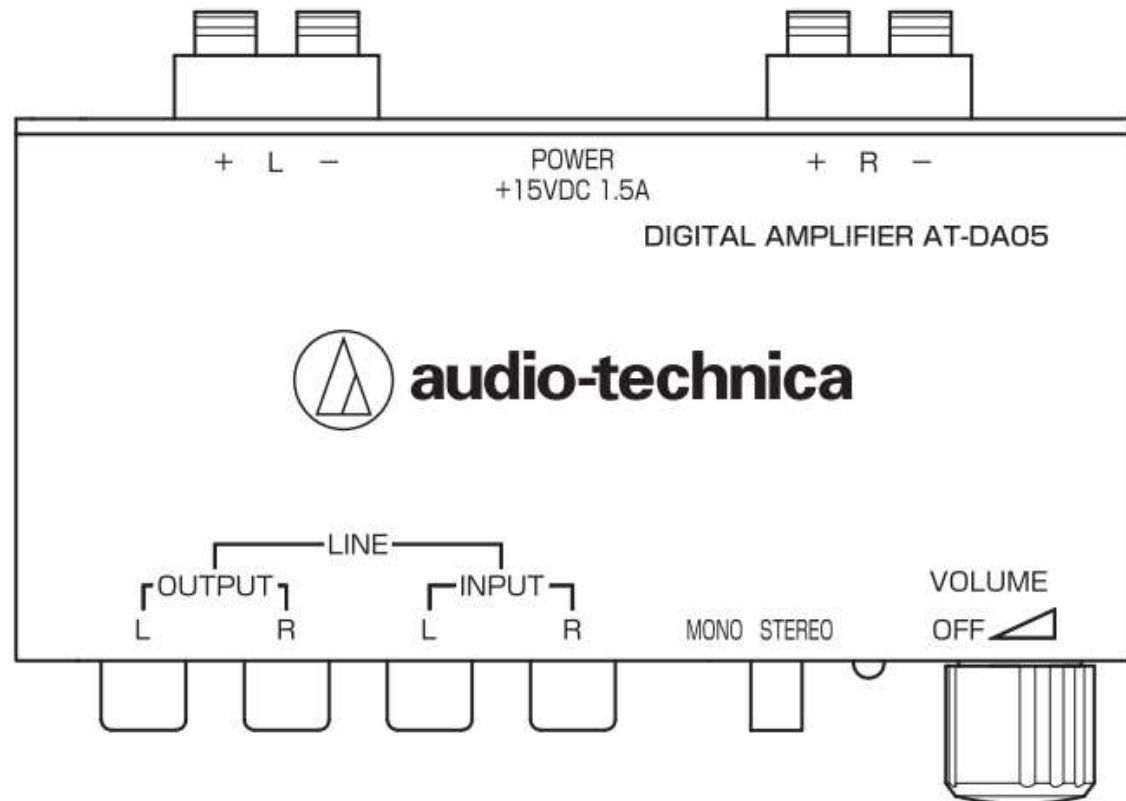 + L −
POWER
+15VDC 1.5A
+ R −
DIGITAL AMPLIFIER AT-DA05
audio-technica
LINE
OUTPUT
INPUT
L R L R
MONO STEREO
VOLUME
OFF